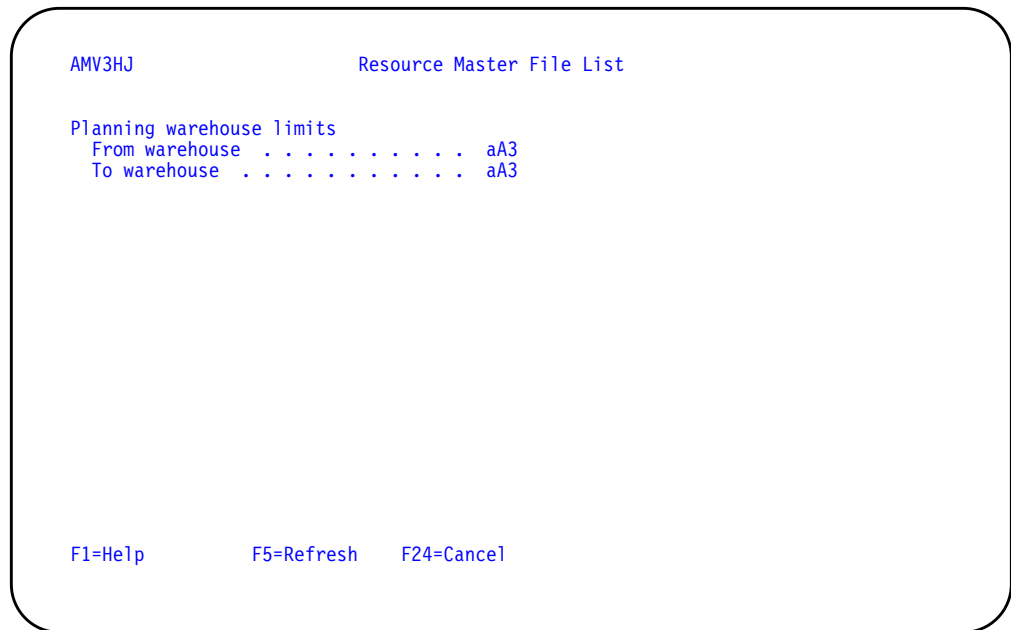 AMV3HJ Resource Master File List
Planning warehouse limits
From warehouse . . . . . . . . . . aA3
To warehouse . . . . . . . . . . . aA3
F1=Help F5=Refresh F24=Cancel